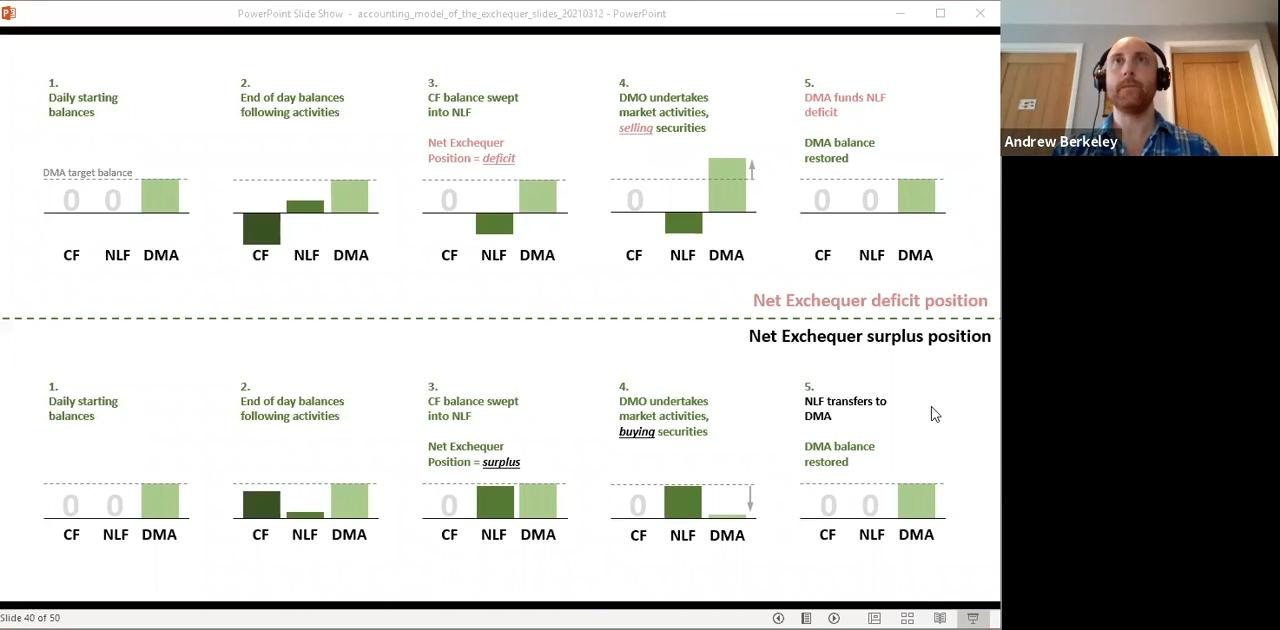 PowerPoint Slide Show - accounting_model_of_the_exchequer_slides_20210312 - PowerPoint
1.
Daily starting
balances
2.
End of day balances
following activities
3.
CF balance swept
into NLF
Net Exchequer
Position = deficit
4.
DMO undertakes
market activities,
selling securities
5.
DMA funds NLF
deficit
DMA balance
restored
DMA target balance
0 0
0
0
0 0
CF NLF DMA
CF NLF DMA
CF NLF DMA
CF NLF DMA
CF NLF DMA
Net Exchequer deficit position
Net Exchequer surplus position
1.
Daily starting
balances
2.
End of day balances
following activities
3.
CF balance swept
into NLF
Net Exchequer
Position = surplus
4.
DMO undertakes
market activities,
buying securities
5.
NLF transfers to
DMA
DMA balance
restored
0 0
0
0
0 0
CF NLF DMA
CF NLF DMA
CF NLF DMA
CF NLF DMA
CF NLF DMA
Slide 40 of 50
Andrew Berkeley